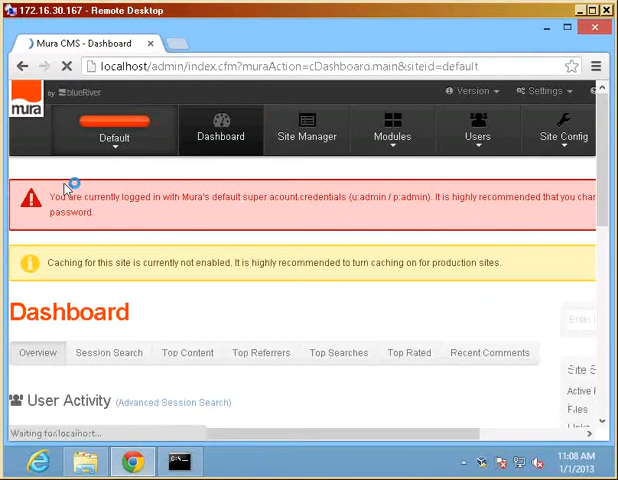 172.16.30.167 - Remote Desktop
Mura CMS - Dashboard
localhost/admin/index.cfm?muraAction=cDashboard.main&siteid=default
mura
by blueRiver
Version
Settings
Default
Dashboard
Site Manager
Modules
Users
Site Config
You are currently logged in with Mura's default super acount credentials (u:admin / p:admin). It is highly recommended that you
password.
Caching for this site is currently not enabled. It is highly recommended to turn caching on for production sites.
Dashboard
Enter
Overview
Session Search
Top Content
Top Referrers
Top Searches
Top Rated
Recent Comments
Site
User Activity (Advanced Session Search)
Active
Files
Waiting for localhost...
11:08 AM
1/1/2013